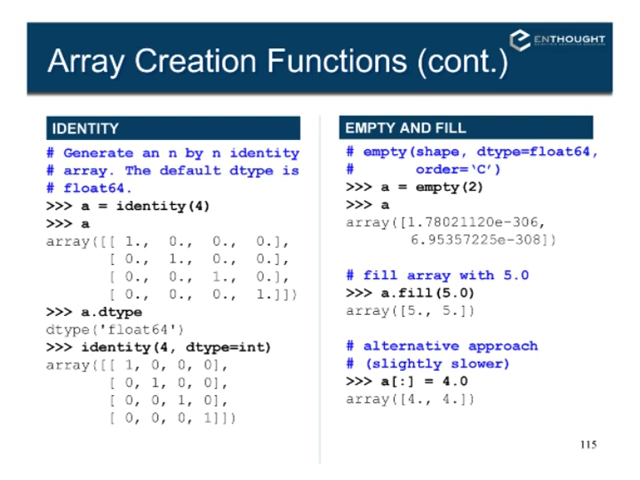 ENTHOUGHT
Array Creation Functions (cont.)
IDENTITY
# Generate an n by n identity
# array. The default dtype is
# float64.
>>> a = identity(4)
>>> a
array([[ 1., 0., 0., 0.],
[ 0., 1., 0., 0.],
[ 0., 0., 1., 0.],
[ 0., 0., 0., 1.]])
>>> a.dtype
dtype('float64')
>>> identity(4, dtype=int)
array([[ 1, 0, 0, 0],
[ 0, 1, 0, 0],
[ 0, 0, 1, 0],
[ 0, 0, 0, 1]])
EMPTY AND FILL
# empty(shape, dtype=float64,
# order=‘C’)
>>> a = empty(2)
>>> a
array([1.78021120e-306,
6.95357225e-308])
# fill array with 5.0
>>> a.fill(5.0)
array([5., 5.])
# alternative approach
# (slightly slower)
>>> a[:] = 4.0
array([4., 4.])
115